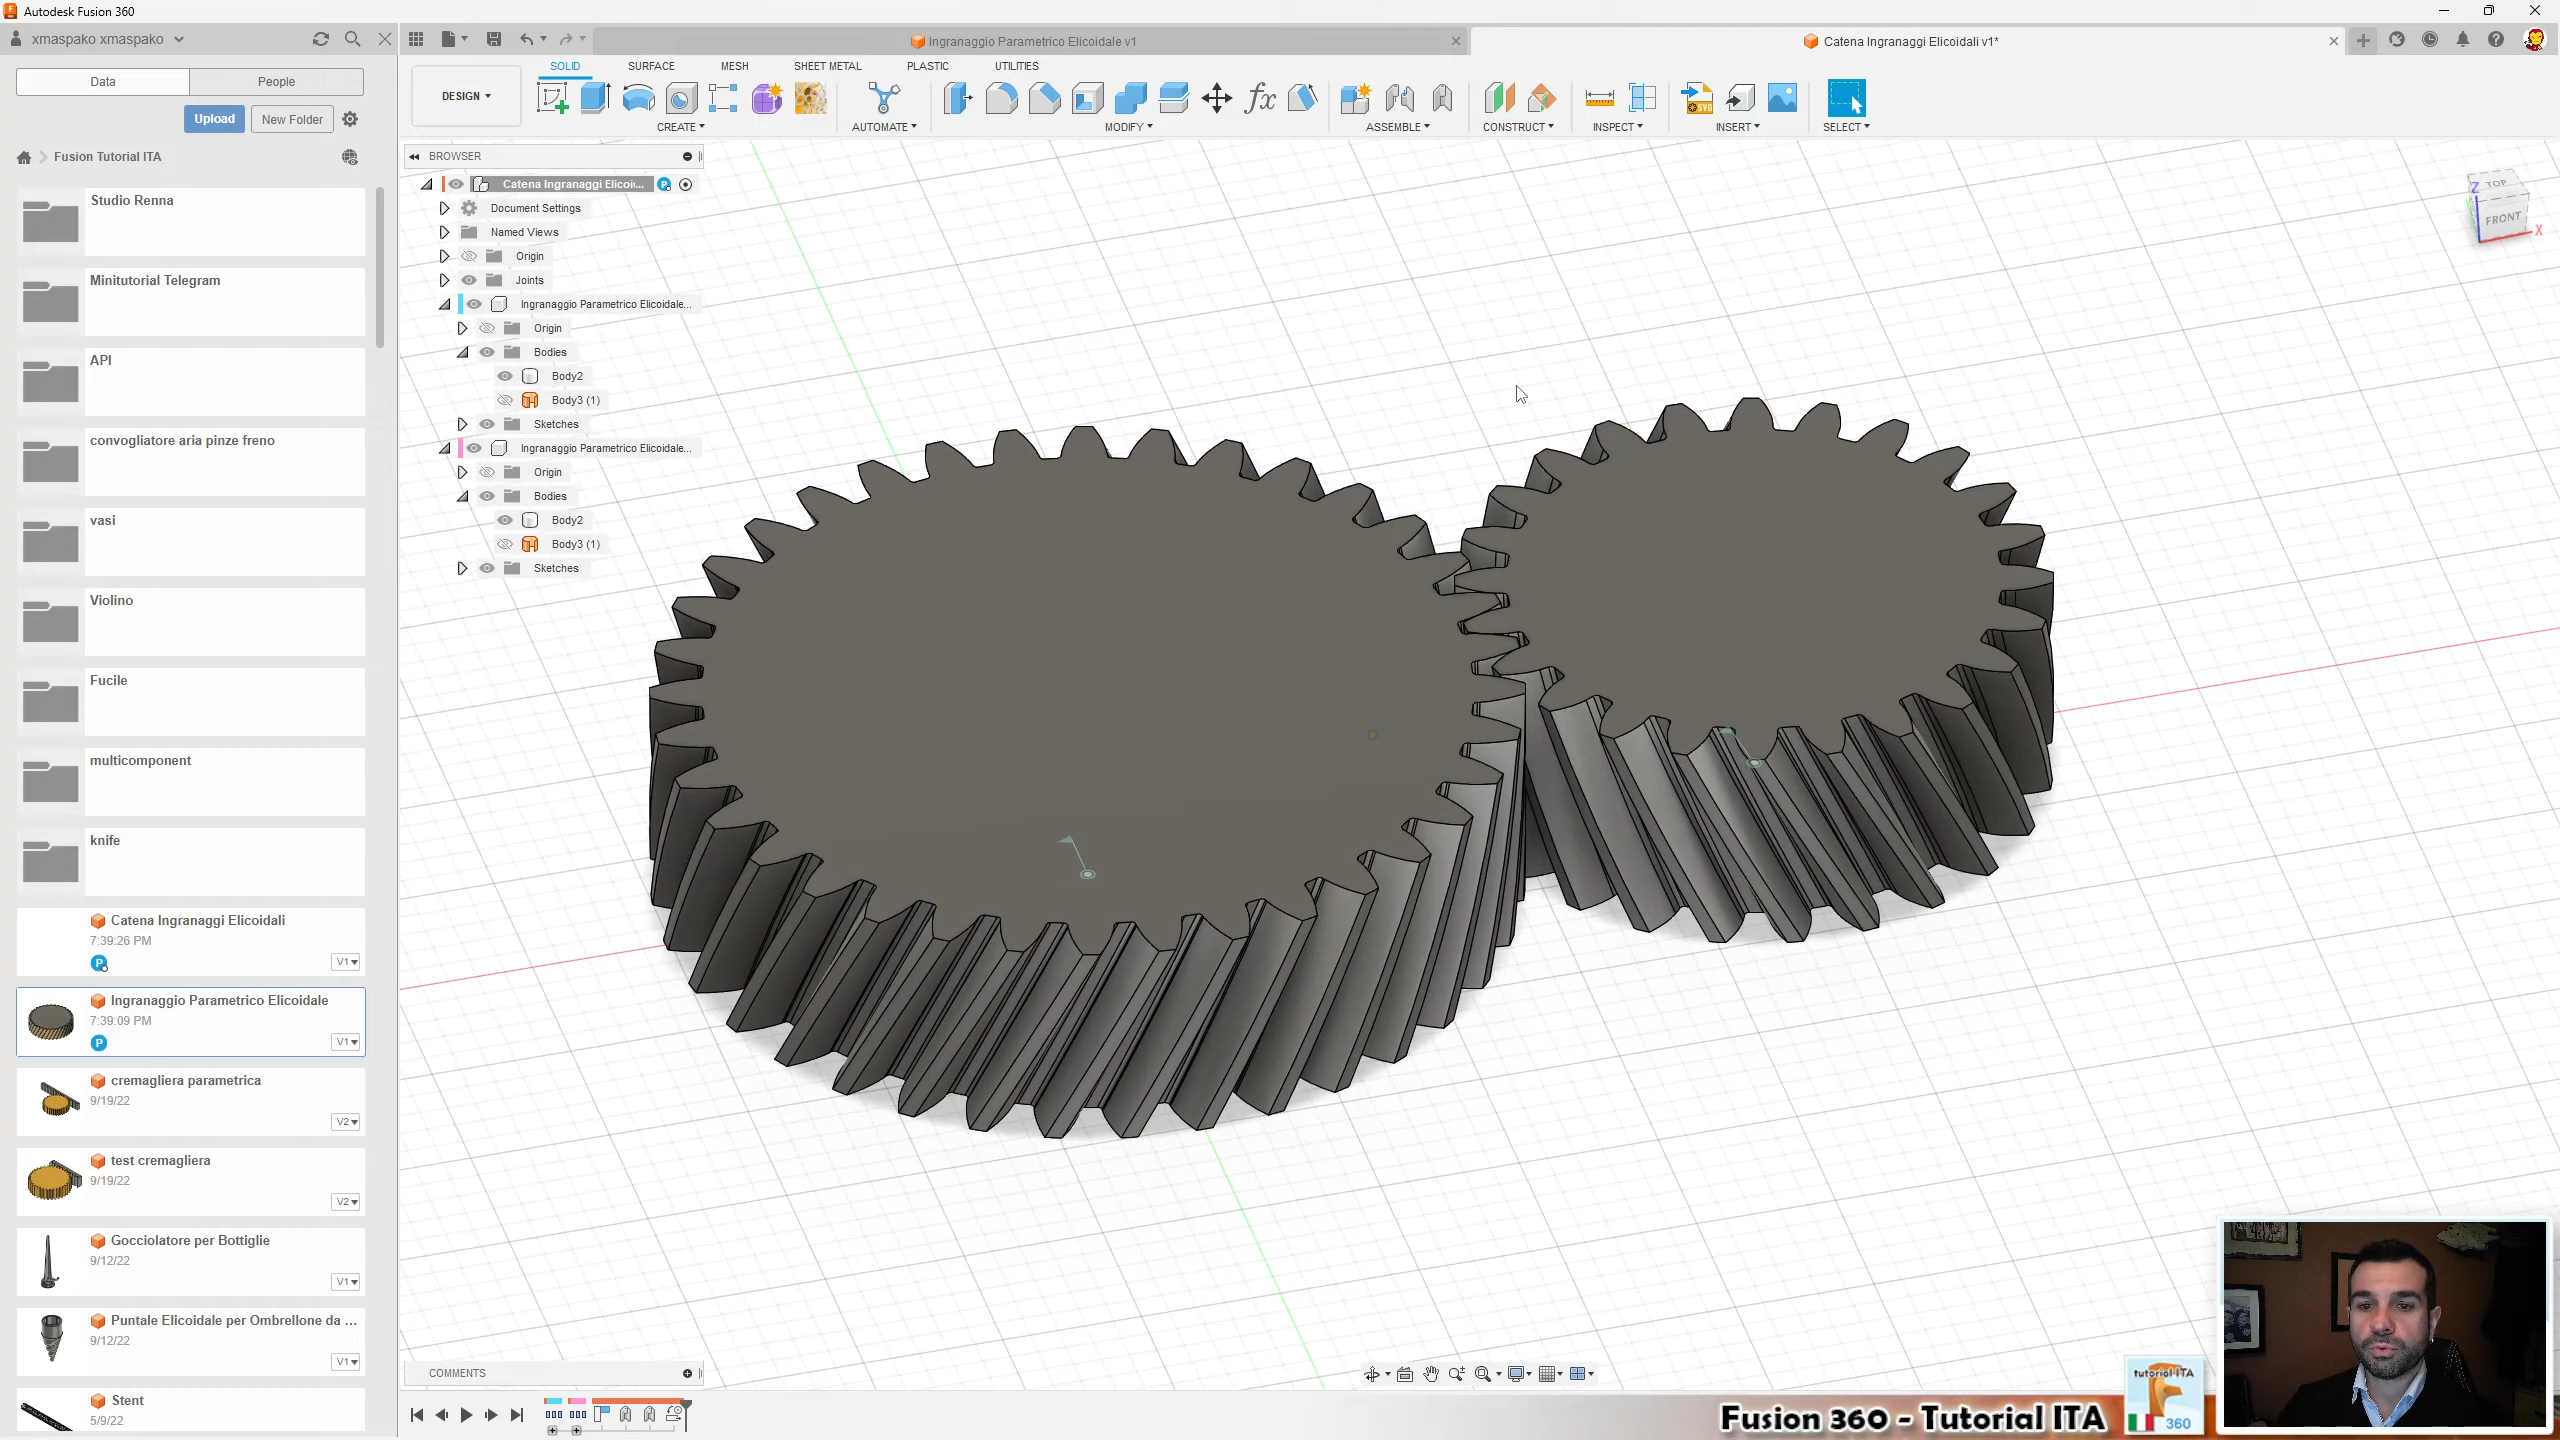 Autodesk Fusion 360
xmaspako xmaspako
Data
People
Upload
New Folder
Fusion Tutorial ITA
Studio Renna
Minitutorial Telegram
API
convogliatore aria pinze freno
vasi
Violino
Fucile
multicomponent
knife
Catena Ingranaggi Elicoidali
7:39:26 PM
P
V1
Ingranaggio Parametrico Elicoidale
7:39:09 PM
P
V1
cremagliera parametrica
9/19/22
V2
test cremagliera
9/19/22
V2
Gocciolatore per Bottiglie
9/12/22
V1
Puntale Elicoidale per Ombrellone da ...
9/12/22
V1
Stent
5/9/22
Ingranaggio Parametrico Elicoidale v1
Catena Ingranaggi Elicoidali v1*
DESIGN
SOLID
SURFACE
MESH
SHEET METAL
PLASTIC
UTILITIES
fx
SVG
CREATE
AUTOMATE
MODIFY
ASSEMBLE
CONSTRUCT
INSPECT
INSERT
SELECT
BROWSER
Catena Ingranaggi Elicoi...
P
Document Settings
Named Views
Origin
Joints
Ingranaggio Parametrico Elicoidale...
Origin
Bodies
Body2
Body3 (1)
Sketches
Ingranaggio Parametrico Elicoidale...
Origin
Bodies
Body2
Body3 (1)
Sketches
Z
TOP
FRONT
X
COMMENTS
Fusion 360 - Tutorial ITA
tutorial ITA
360